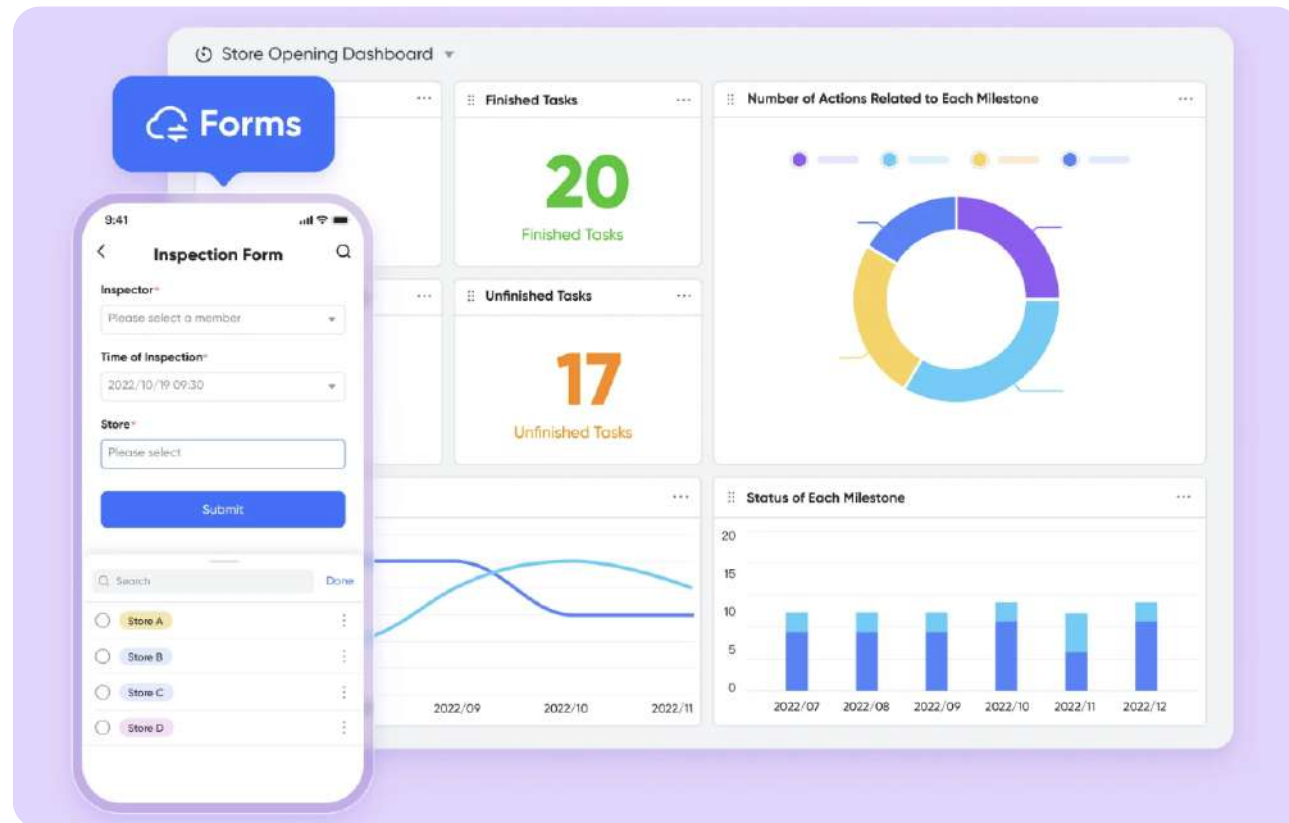 Store Opening Dashboard
Forms
9:41
Inspection Form
Inspector*
Please select a member
Time of Inspection*
2022/10/19 09:30
Store*
Please select
Submit
Search
Done
Store A
Store B
Store C
Store D
Finished Tasks
20
Finished Tasks
Unfinished Tasks
17
Unfinished Tasks
Number of Actions Related to Each Milestone
2022/09 2022/10 2022/11
Status of Each Milestone
20
15
10
5
0
2022/07 2022/08 2022/09 2022/10 2022/11 2022/12